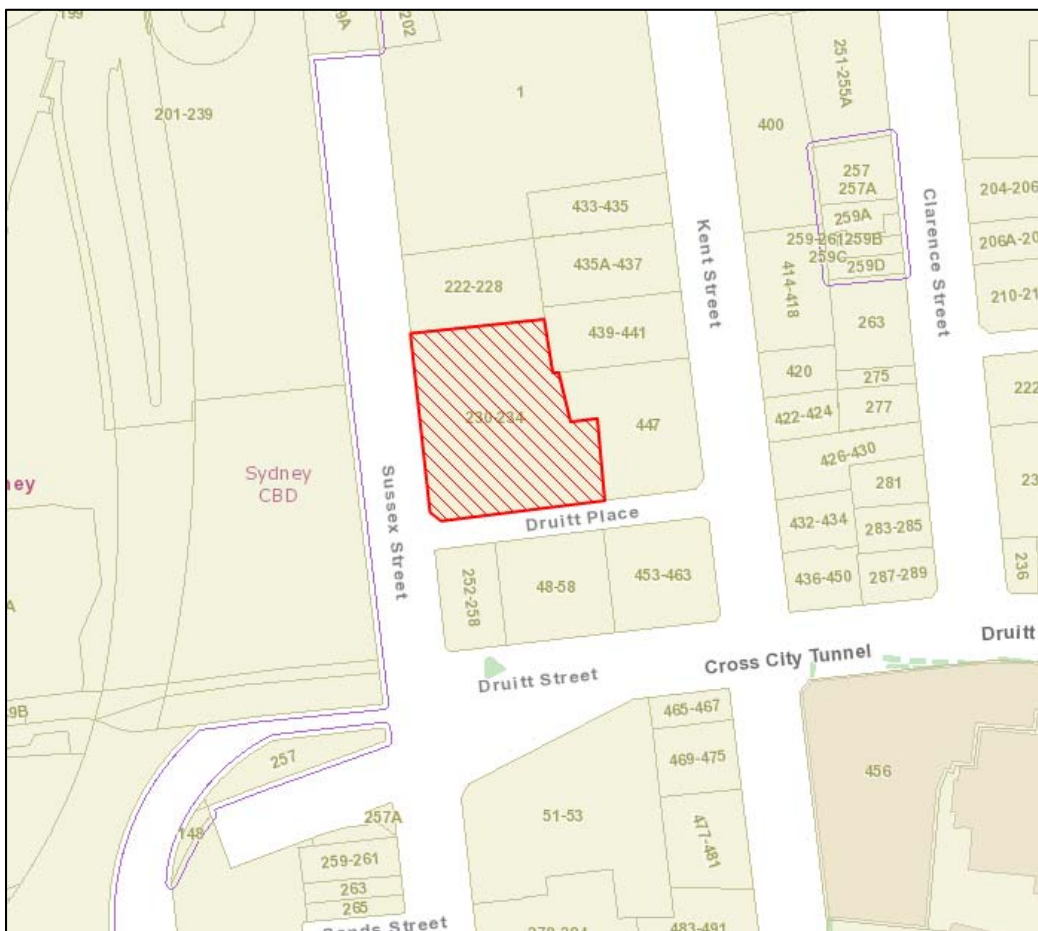 199
9A
202
201-239
1
251-255A
400
257
257A
204-206
433-435
259A
Kent Street
Clarence Street
259-261
259B
206A-20
435A-437
259C
259D
414-418
222-228
210-21
439-441
263
420
275
222
230-234
422-424
277
447
426-430
ney
Sydney
CBD
281
23
Sussex Street
Druitt Place
432-434
283-285
252-258
48-58
453-463
436-450
287-289
236
A
Druitt
Cross City Tunnel
Druitt Street
9B
465-467
257
469-475
456
148
257A
51-53
477-481
259-261
263
265
Sands Street
483-491